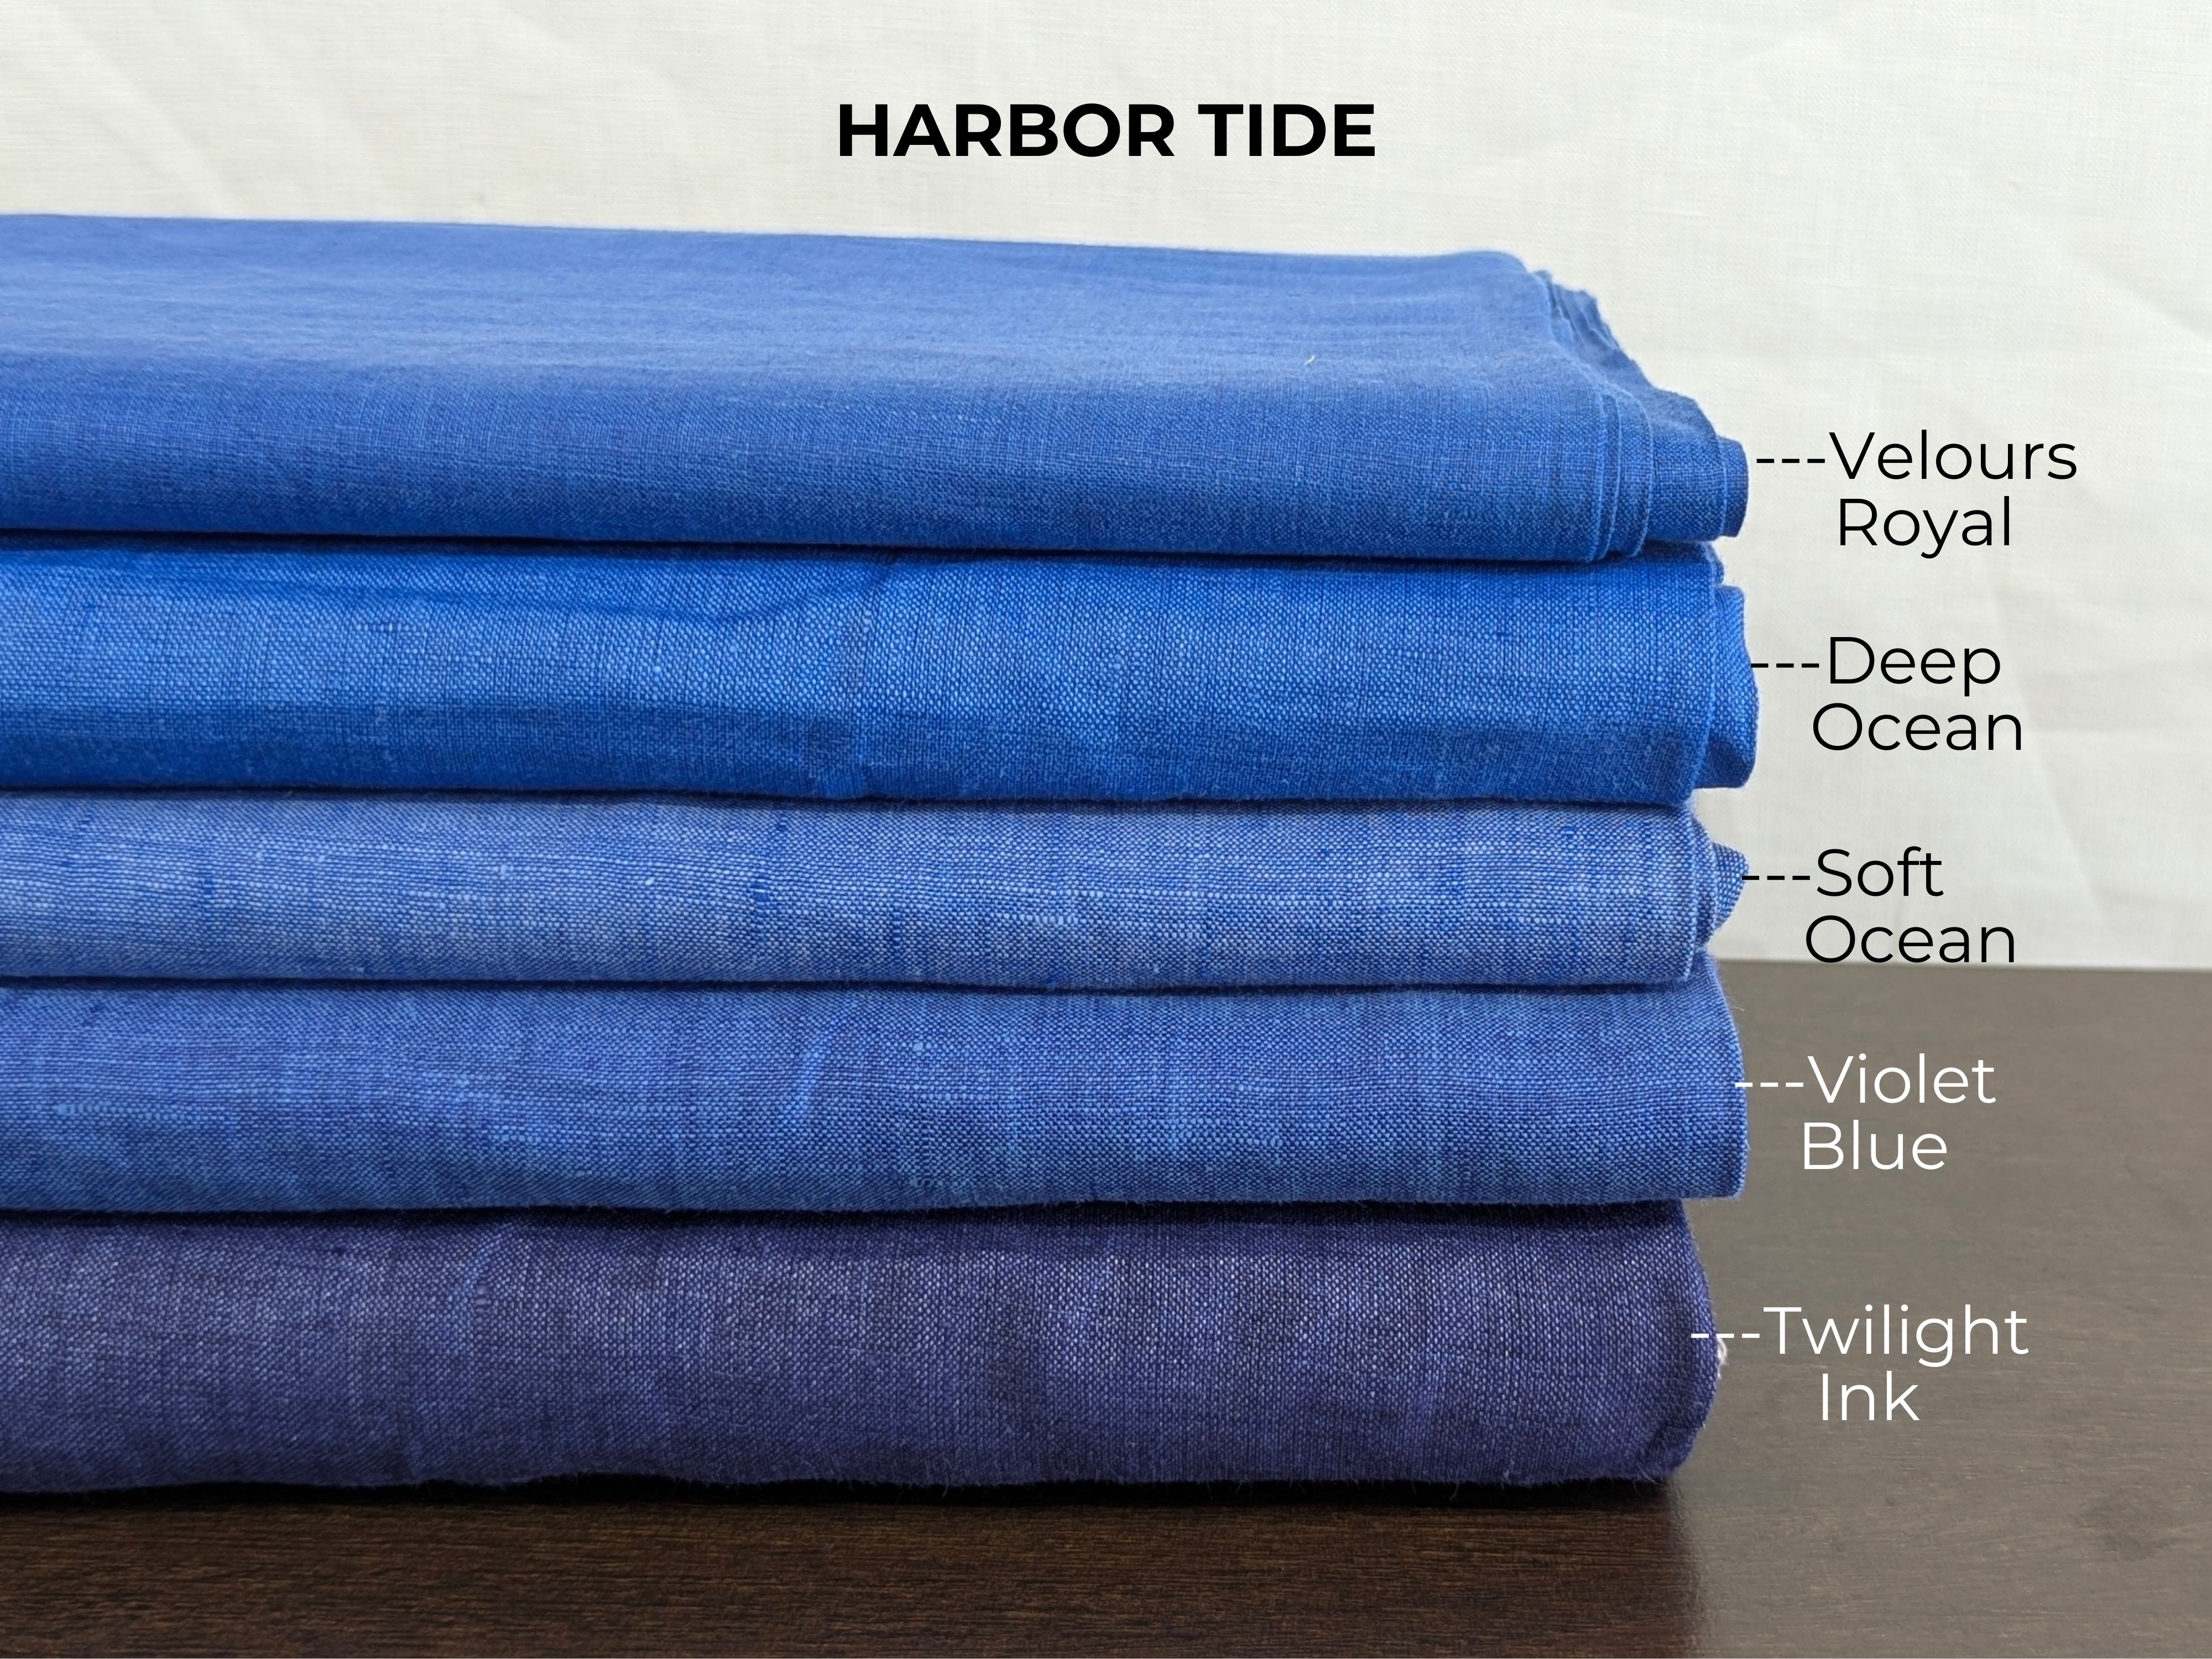 HARBOR TIDE
---Velours
Royal
---Deep
Ocean
---Soft
Ocean
---Violet
Blue
---Twilight
Ink